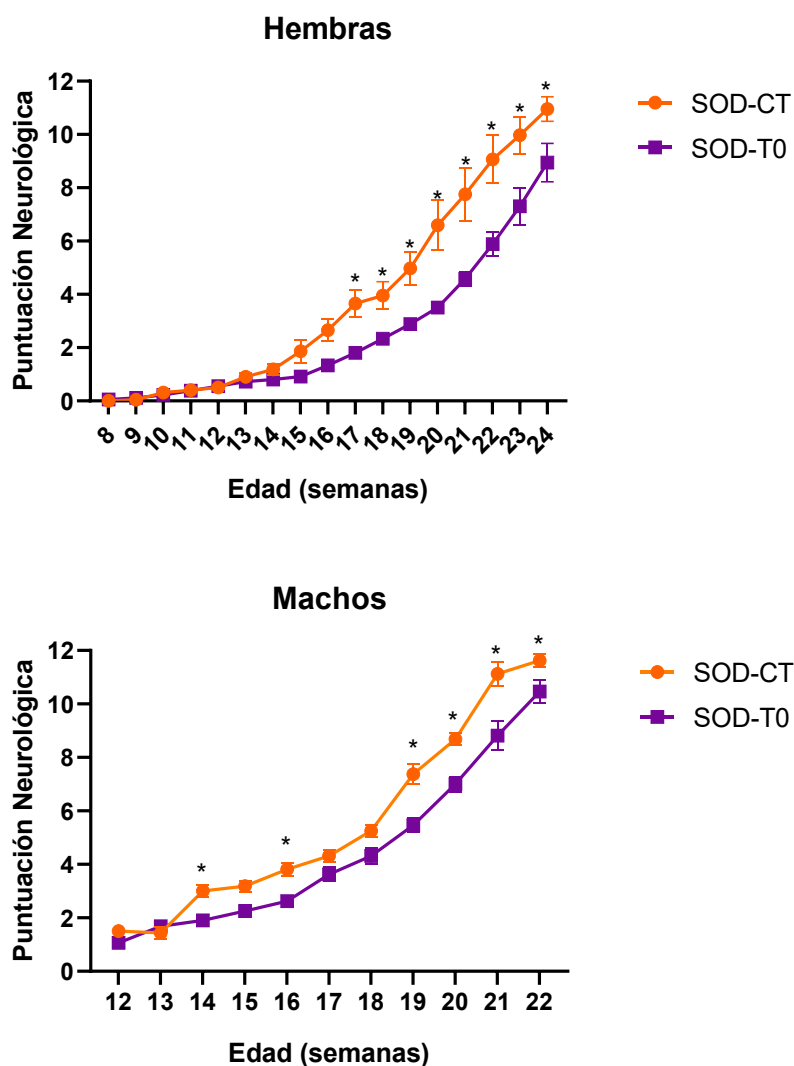 Hembras
Puntuación Neurológica
12
10
8
6
4
2
0
* * * * * * * *
8 9 10 11 12 13 14 15 16 17 18 19 20 21 22 23 24
Edad (semanas)
SOD-CT
SOD-T0
Machos
Puntuación Neurológica
12
10
8
6
4
2
0
* * * * * *
12 13 14 15 16 17 18 19 20 21 22
Edad (semanas)
SOD-CT
SOD-T0